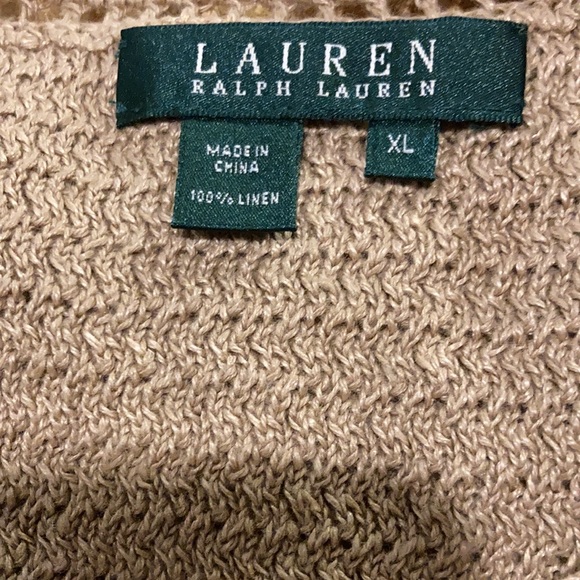 LAUREN
RALPH LAUREN
MADE IN
CHINA
100% LINEN
XL